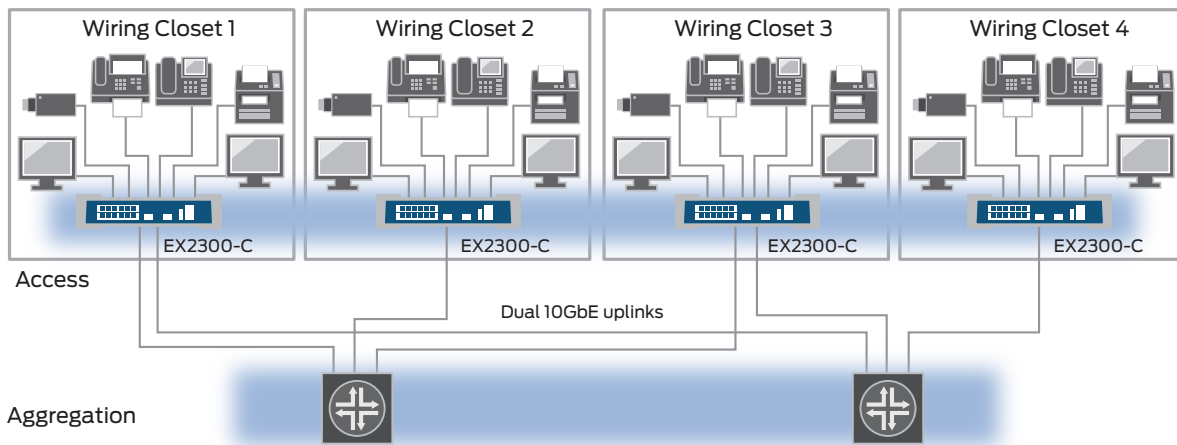 Wiring Closet 1
Wiring Closet 2
Wiring Closet 3
Wiring Closet 4
EX2300-C
EX2300-C
EX2300-C
EX2300-C
Access
Dual 10GbE uplinks
Aggregation